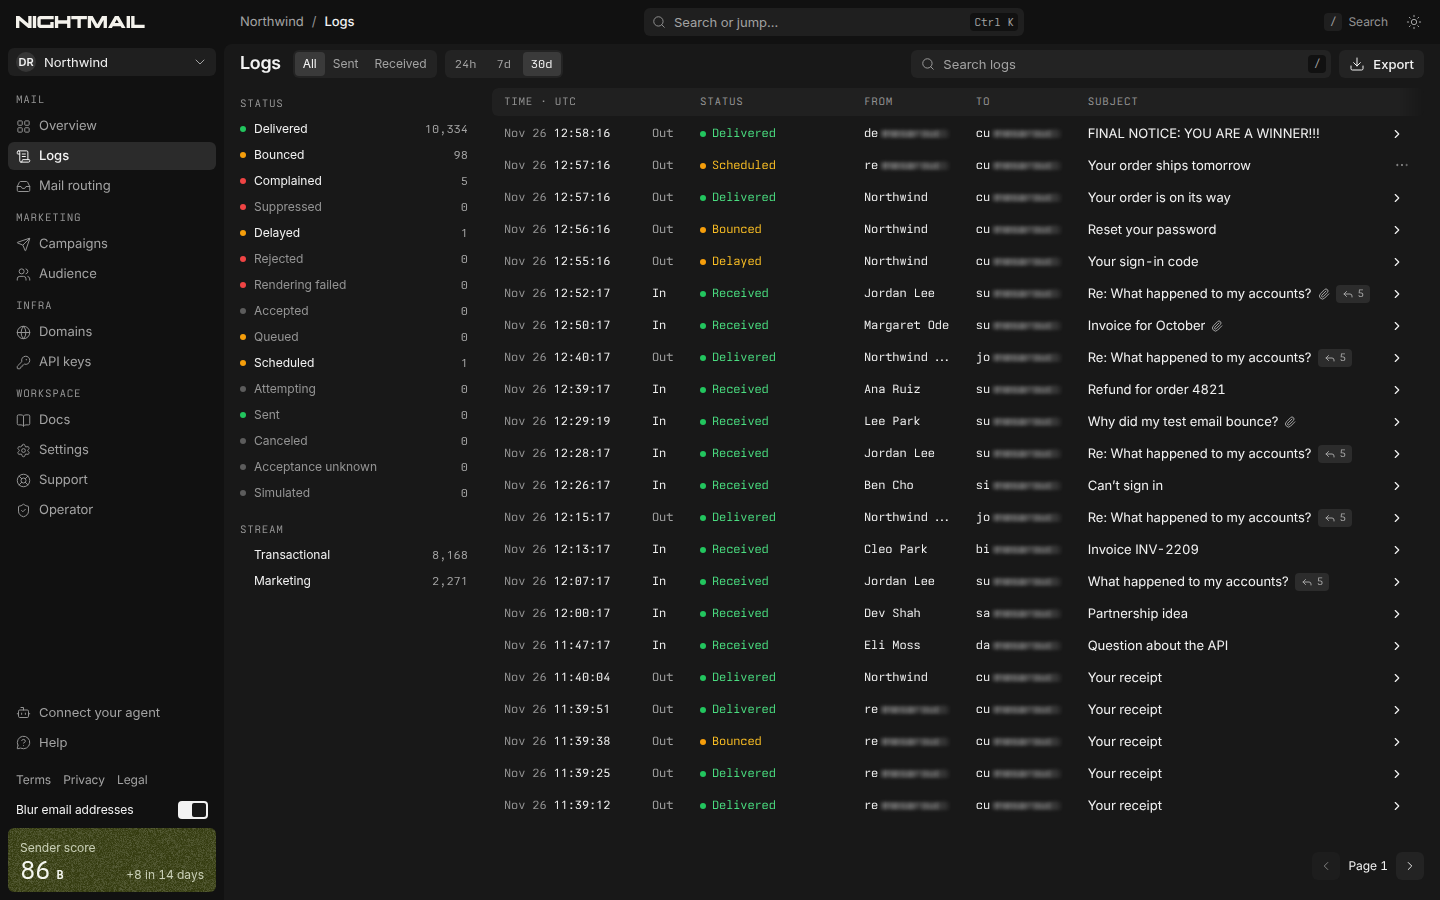 NIGHTMAIL
Northwind / Logs
Search or jump... Ctrl K
/ Search
DR Northwind
MAIL
Overview
Logs
Mail routing
MARKETING
Campaigns
Audience
INFRA
Domains
API keys
WORKSPACE
Docs
Settings
Support
Operator
Connect your agent
Help
Terms Privacy Legal
Blur email addresses
Sender score
86 B +8 in 14 days
Logs All Sent Received 24h 7d 30d
Search logs /
Export
STATUS
Delivered 10,334
Bounced 98
Complained 5
Suppressed 0
Delayed 1
Rejected 0
Rendering failed 0
Accepted 0
Queued 0
Scheduled 1
Attempting 0
Sent 0
Canceled 0
Acceptance unknown 0
Simulated 0
STREAM
Transactional 8,168
Marketing 2,271
TIME · UTC STATUS FROM TO SUBJECT
Nov 26 12:58:16 Out Delivered de cu FINAL NOTICE: YOU ARE A WINNER!!!
Nov 26 12:57:16 Out Scheduled re cu Your order ships tomorrow ...
Nov 26 12:57:16 Out Delivered Northwind cu Your order is on its way
Nov 26 12:56:16 Out Bounced Northwind cu Reset your password
Nov 26 12:55:16 Out Delayed Northwind cu Your sign-in code
Nov 26 12:52:17 In Received Jordan Lee su Re: What happened to my accounts? 5
Nov 26 12:50:17 In Received Margaret Ode su Invoice for October
Nov 26 12:40:17 Out Delivered Northwind ... jo Re: What happened to my accounts? 5
Nov 26 12:39:17 In Received Ana Ruiz su Refund for order 4821
Nov 26 12:29:19 In Received Lee Park su Why did my test email bounce?
Nov 26 12:28:17 In Received Jordan Lee su Re: What happened to my accounts? 5
Nov 26 12:26:17 In Received Ben Cho si Can't sign in
Nov 26 12:15:17 Out Delivered Northwind ... jo Re: What happened to my accounts? 5
Nov 26 12:13:17 In Received Cleo Park bi Invoice INV-2209
Nov 26 12:07:17 In Received Jordan Lee su What happened to my accounts? 5
Nov 26 12:00:17 In Received Dev Shah sa Partnership idea
Nov 26 11:47:17 In Received Eli Moss da Question about the API
Nov 26 11:40:04 Out Delivered Northwind cu Your receipt
Nov 26 11:39:51 Out Delivered re cu Your receipt
Nov 26 11:39:38 Out Bounced re cu Your receipt
Nov 26 11:39:25 Out Delivered re cu Your receipt
Nov 26 11:39:12 Out Delivered re cu Your receipt
Page 1